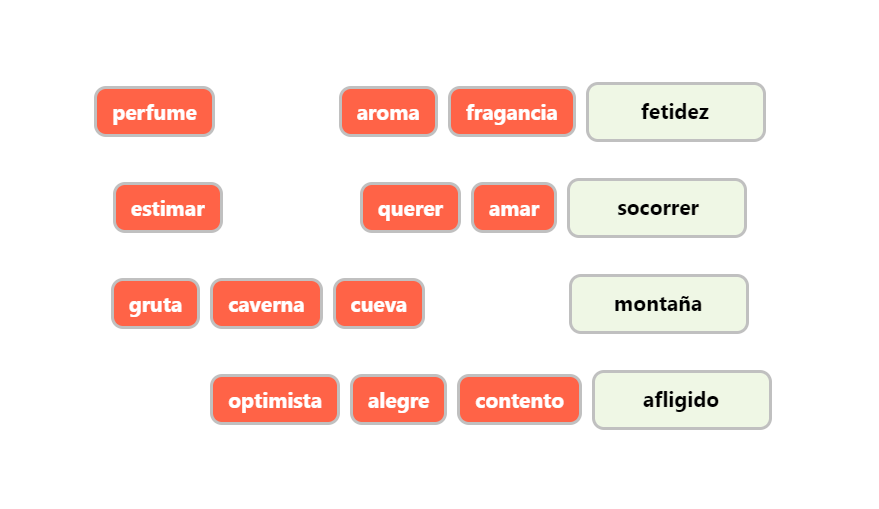 perfume aroma fragancia fetidez
estimar querer amar socorrer
gruta caverna cueva montaña
optimista alegre contento afligido